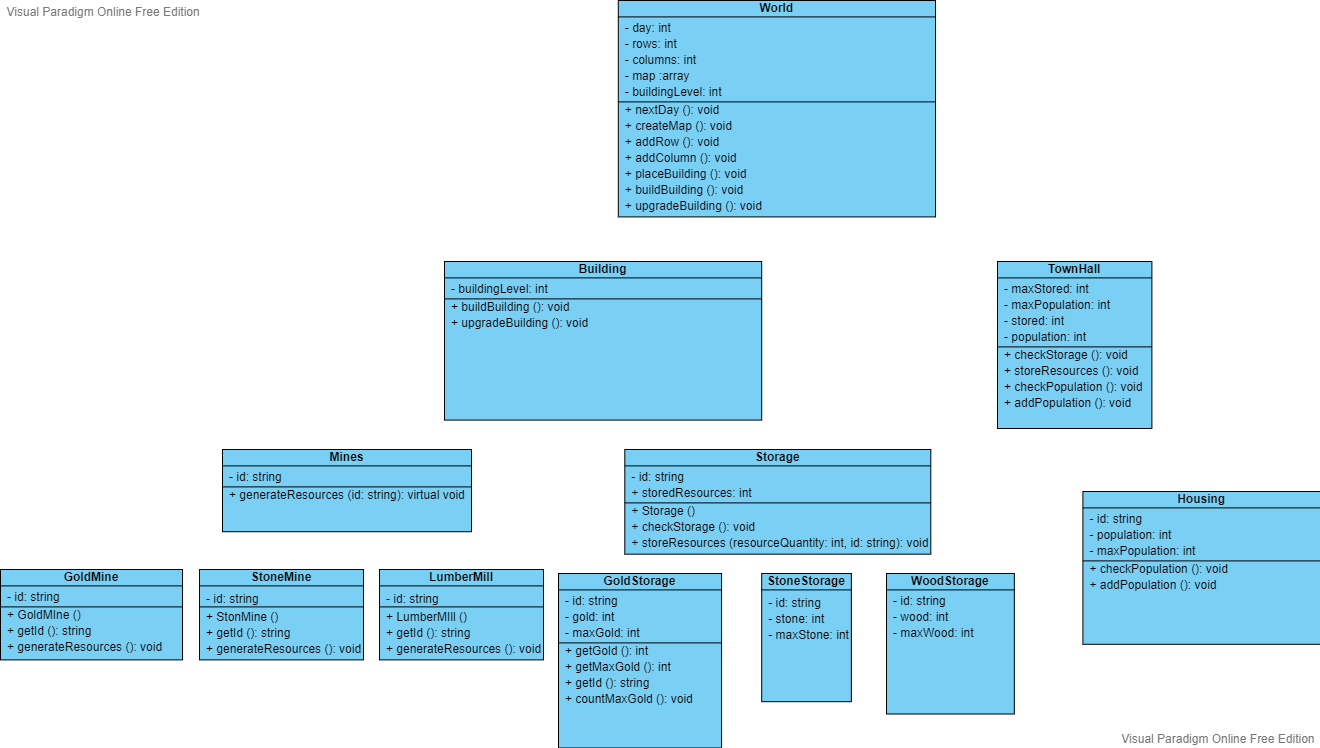 Visual Paradigm Online Free Edition
World
- day: int
- rows: int
- columns: int
- map :array
- buildingLevel: int
+ nextDay (): void
+ createMap (): void
+ addRow (): void
+ addColumn (): void
+ placeBuilding (): void
+ buildBuilding (): void
+ upgradeBuilding (): void
Building
- buildingLevel: int
+ buildBuilding (): void
+ upgradeBuilding (): void
TownHall
- maxStored: int
- maxPopulation: int
- stored: int
- population: int
+ checkStorage (): void
+ storeResources (): void
+ checkPopulation (): void
+ addPopulation (): void
Mines
- id: string
+ generateResources (id: string): virtual void
Storage
- id: string
+ storedResources: int
+ Storage ()
+ checkStorage (): void
+ storeResources (resourceQuantity: int, id: string): void
Housing
- id: string
- population: int
- maxPopulation: int
+ checkPopulation (): void
+ addPopulation (): void
GoldMine
- id: string
+ GoldMIne ()
+ getId (): string
+ generateResources (): void
StoneMine
- id: string
+ StonMine ()
+ getId (): string
+ generateResources (): void
LumberMill
- id: string
+ LumberMIll ()
+ getId (): string
+ generateResources (): void
GoldStorage
- id: string
- gold: int
- maxGold: int
+ getGold (): int
+ getMaxGold (): int
+ getId (): string
+ countMaxGold (): void
StoneStorage
- id: string
- stone: int
- maxStone: int
WoodStorage
- id: string
- wood: int
- maxWood: int
Visual Paradigm Online Free Edition